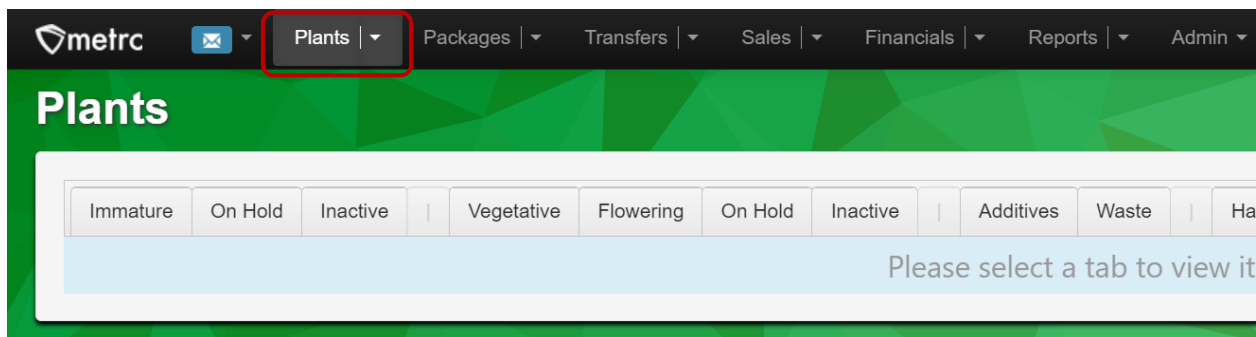 metrc Plants Packages Transfers Sales Financials Reports Admin
Plants
Immature On Hold Inactive | Vegetative Flowering On Hold Inactive | Additives Waste | Ha
Please select a tab to view it